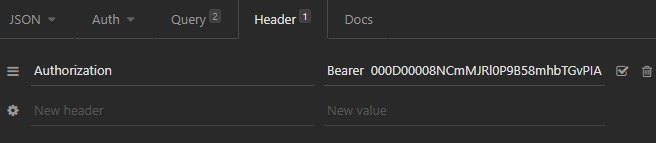 JSON Auth Query 2 Header 1 Docs
Authorization Bearer 000D00008NCmMJRl0P9B58mhbTGvPIA
New header New value